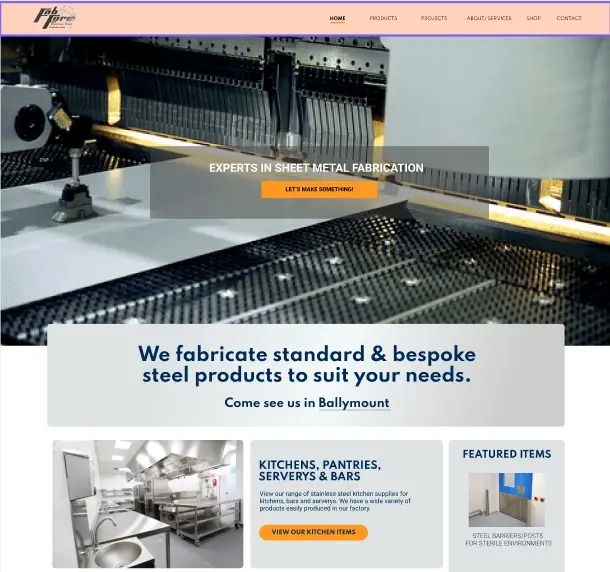 Fab
Form
HOME
PRODUCTS
PROJECTS
ABOUT/ SERVICES
SHOP
CONTACT
EXPERTS IN SHEET METAL FABRICATION
LET'S MAKE SOMETHING!
We fabricate standard & bespoke
steel products to suit your needs.
Come see us in Ballymount
KITCHENS, PANTRIES,
SERVERYS & BARS
View our range of stainless steel kitchen supplies for
kitchens, bars and serverys. We have a wide variety of
products easily produced in our factory.
VIEW OUR KITCHEN ITEMS
FEATURED ITEMS
STEEL BARRIERS/POSTS
FOR STERILE ENVIRONMENTS